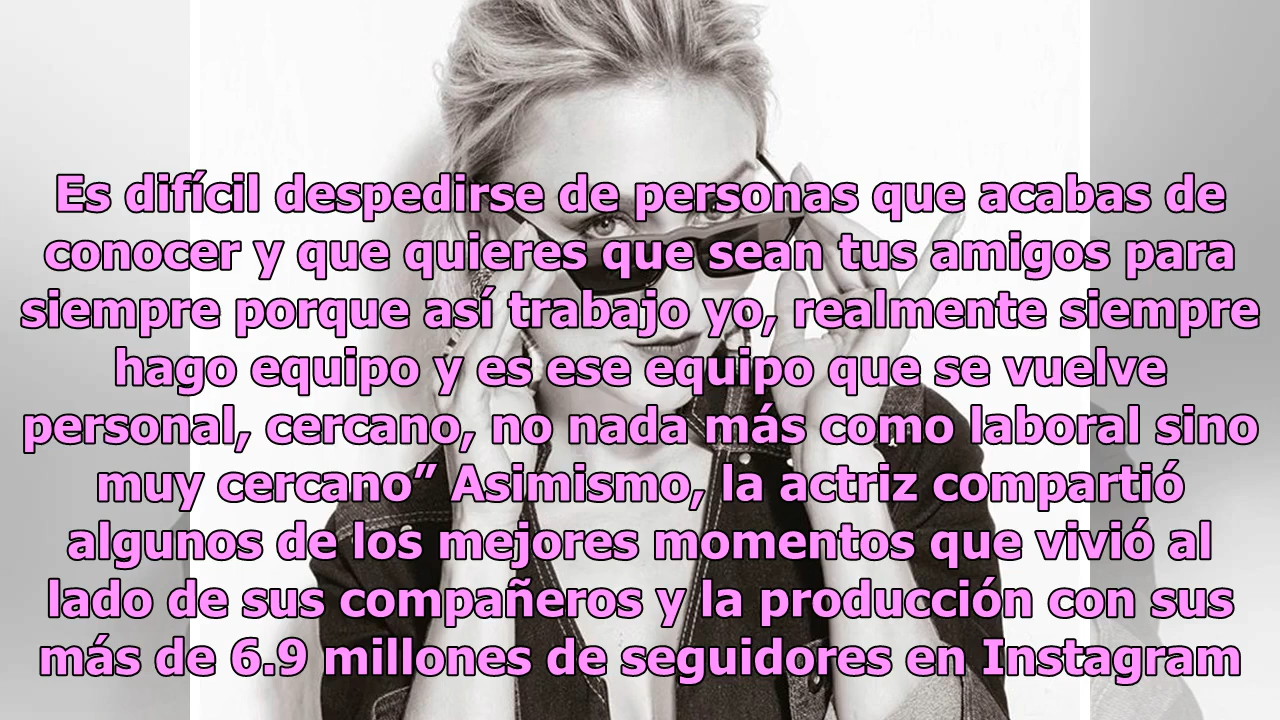 Es difícil despedirse de personas que acabas de
conocer y que quieres que sean tus amigos para
siempre porque así trabajo yo, realmente siempre
hago equipo y es ese equipo que se vuelve
personal, cercano, no nada más como laboral sino
muy cercano” Asimismo, la actriz compartió
algunos de los mejores momentos que vivió al
lado de sus compañeros y la producción con sus
más de 6.9 millones de seguidores en Instagram